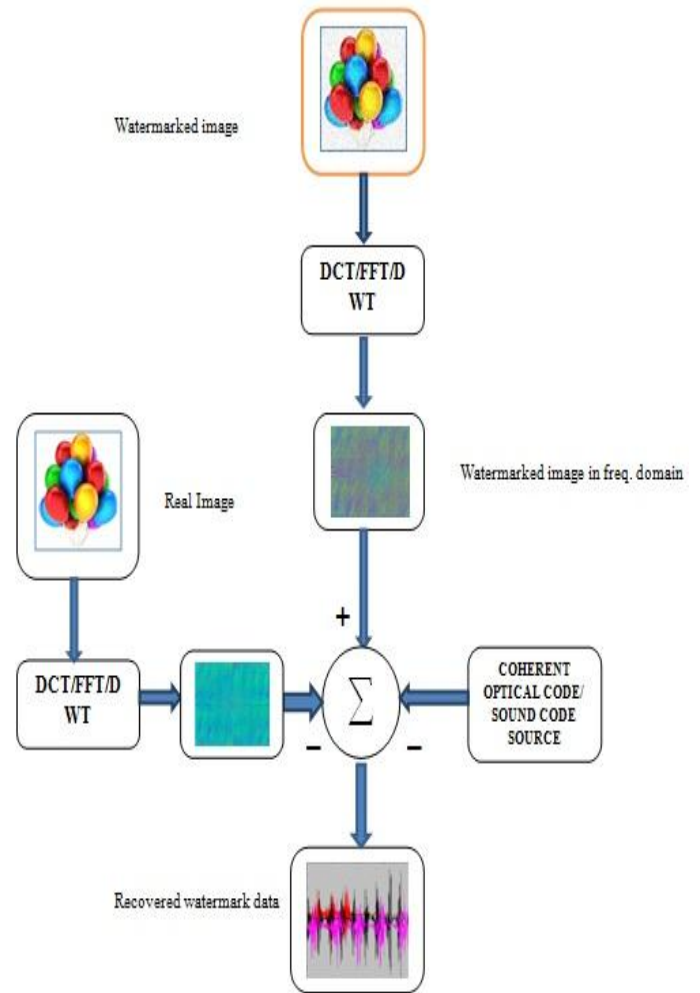 Watermarked image
DCT/FFT/D
WT
Watermarked image in freq. domain
Real Image
DCT/FFT/D
WT
+
∑
−
−
COHERENT
OPTICAL CODE/
SOUND CODE
SOURCE
Recovered watermark data